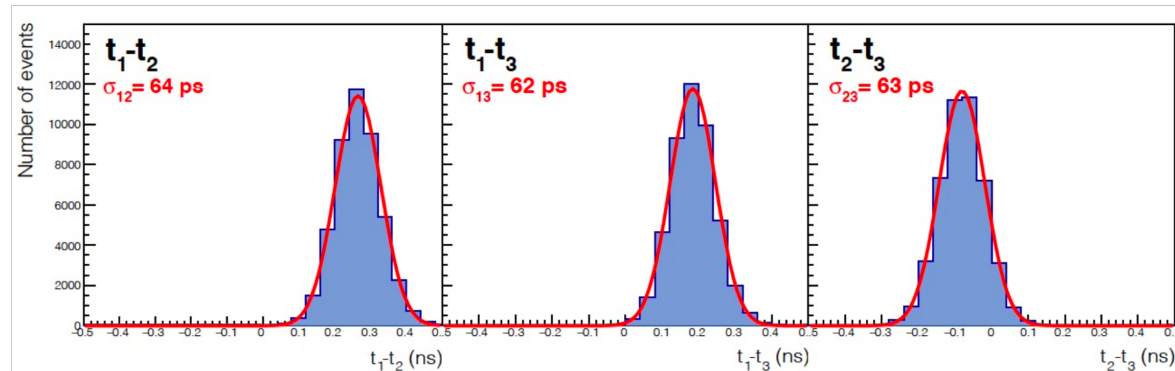 Number of events
14000
12000
10000
8000
6000
4000
2000
0
t₁-t₂
σ₁₂= 64 ps
-0.5 -0.4 -0.3 -0.2 -0.1 0 0.1 0.2 0.3 0.4 0.5
t₁-t₂ (ns)
t₁-t₃
σ₁₃= 62 ps
-0.5 -0.4 -0.3 -0.2 -0.1 0 0.1 0.2 0.3 0.4 0.5
t₁-t₃ (ns)
t₂-t₃
σ₂₃= 63 ps
-0.5 -0.4 -0.3 -0.2 -0.1 0 0.1 0.2 0.3 0.4 0.5
t₂-t₃ (ns)